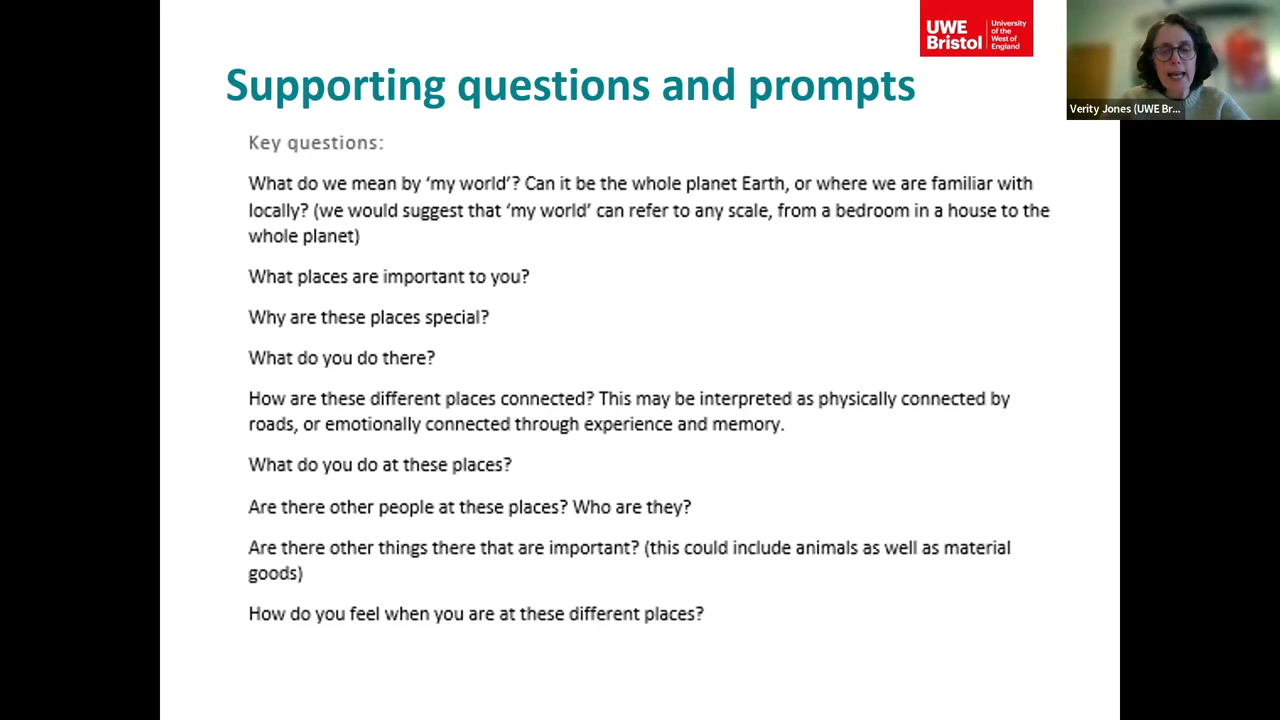 UWE
Bristol
University
of the
West of
England
Verity Jones (UWE Br...
Supporting questions and prompts
Key questions:
What do we mean by ‘my world’? Can it be the whole planet Earth, or where we are familiar with
locally? (we would suggest that ‘my world’ can refer to any scale, from a bedroom in a house to the
whole planet)
What places are important to you?
Why are these places special?
What do you do there?
How are these different places connected? This may be interpreted as physically connected by
roads, or emotionally connected through experience and memory.
What do you do at these places?
Are there other people at these places? Who are they?
Are there other things there that are important? (this could include animals as well as material
goods)
How do you feel when you are at these different places?